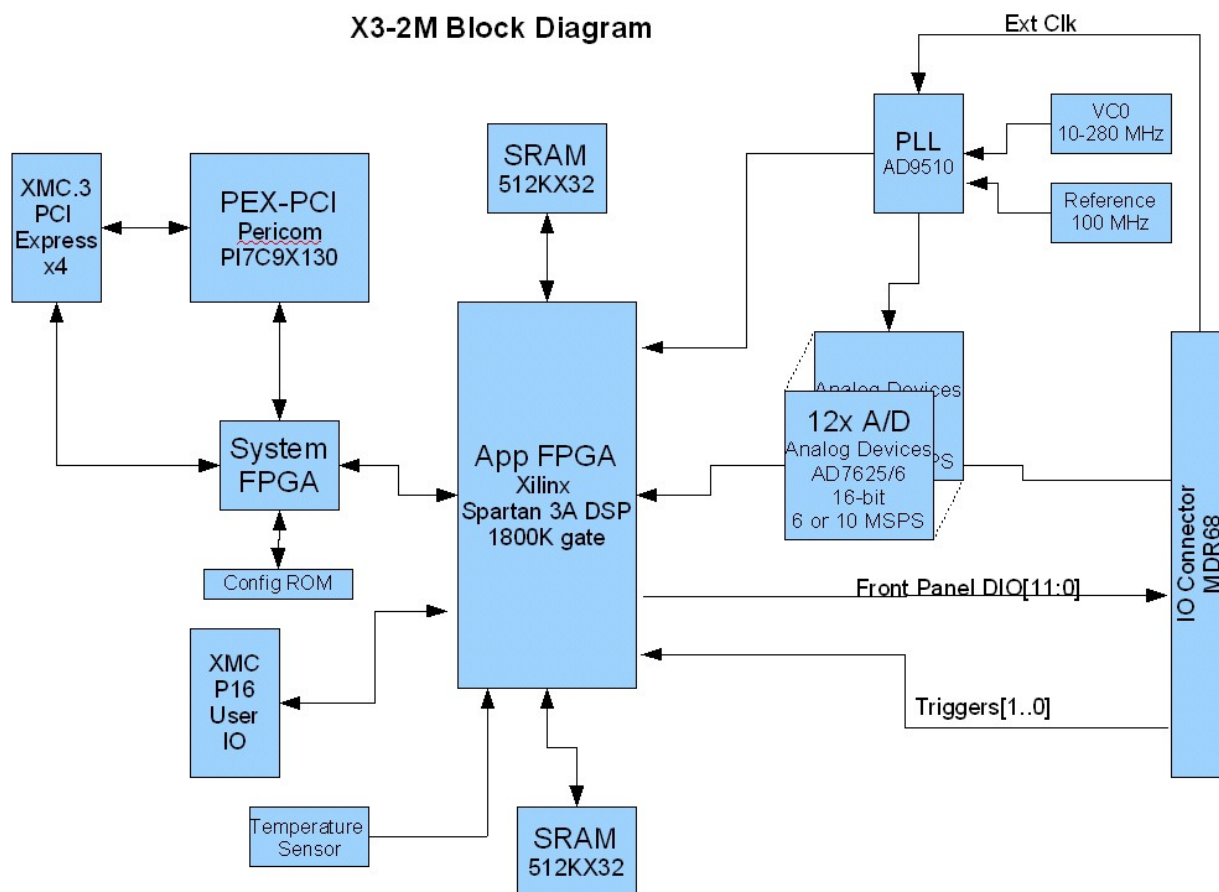 X3-2M Block Diagram
Ext Clk
VC0
10-280 MHz
PLL
AD9510
Reference
100 MHz
SRAM
512KX32
XMC.3
PCI
Express
x4
PEX-PCI
Pericom
PI7C9X130
Analog Devices
PS
12x A/D
Analog Devices
AD7625/6
16-bit
6 or 10 MSPS
System
FPGA
App FPGA
Xilinx
Spartan 3A DSP
1800K gate
IO Connector
MDR68
Config ROM
Front Panel DIO[11:0]
XMC
P16
User
IO
Triggers[1..0]
Temperature
Sensor
SRAM
512KX32